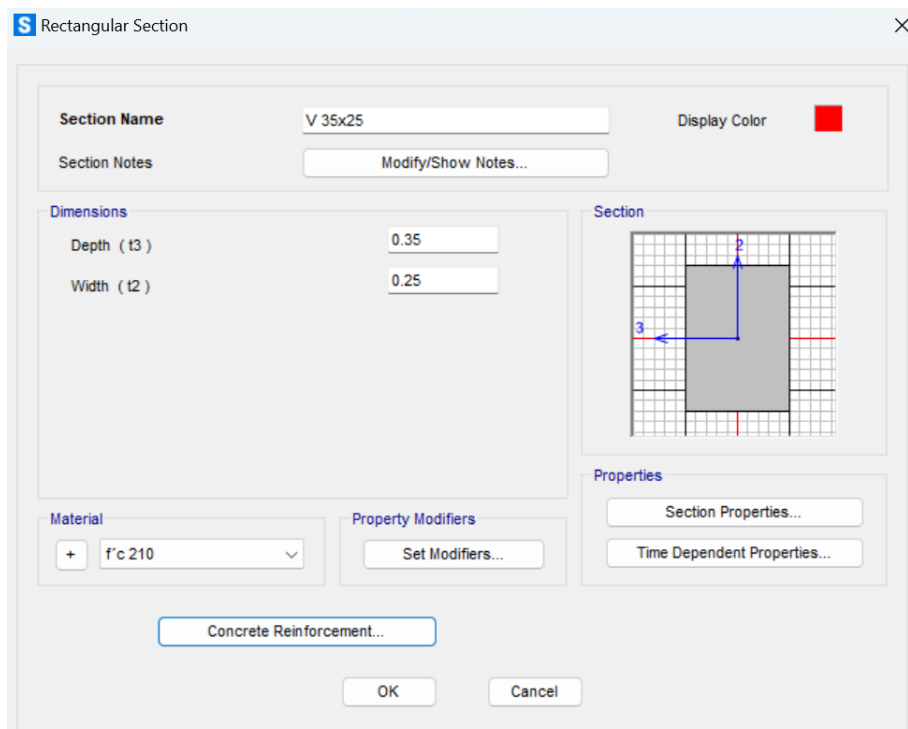 S Rectangular Section
Section Name V 35x25 Display Color
Section Notes Modify/Show Notes...
Dimensions Section
Depth ( t3 ) 0.35
Width ( t2 ) 0.25
2
3
Properties
Section Properties...
Time Dependent Properties...
Material Property Modifiers
+ f´c 210 Set Modifiers...
Concrete Reinforcement...
OK Cancel